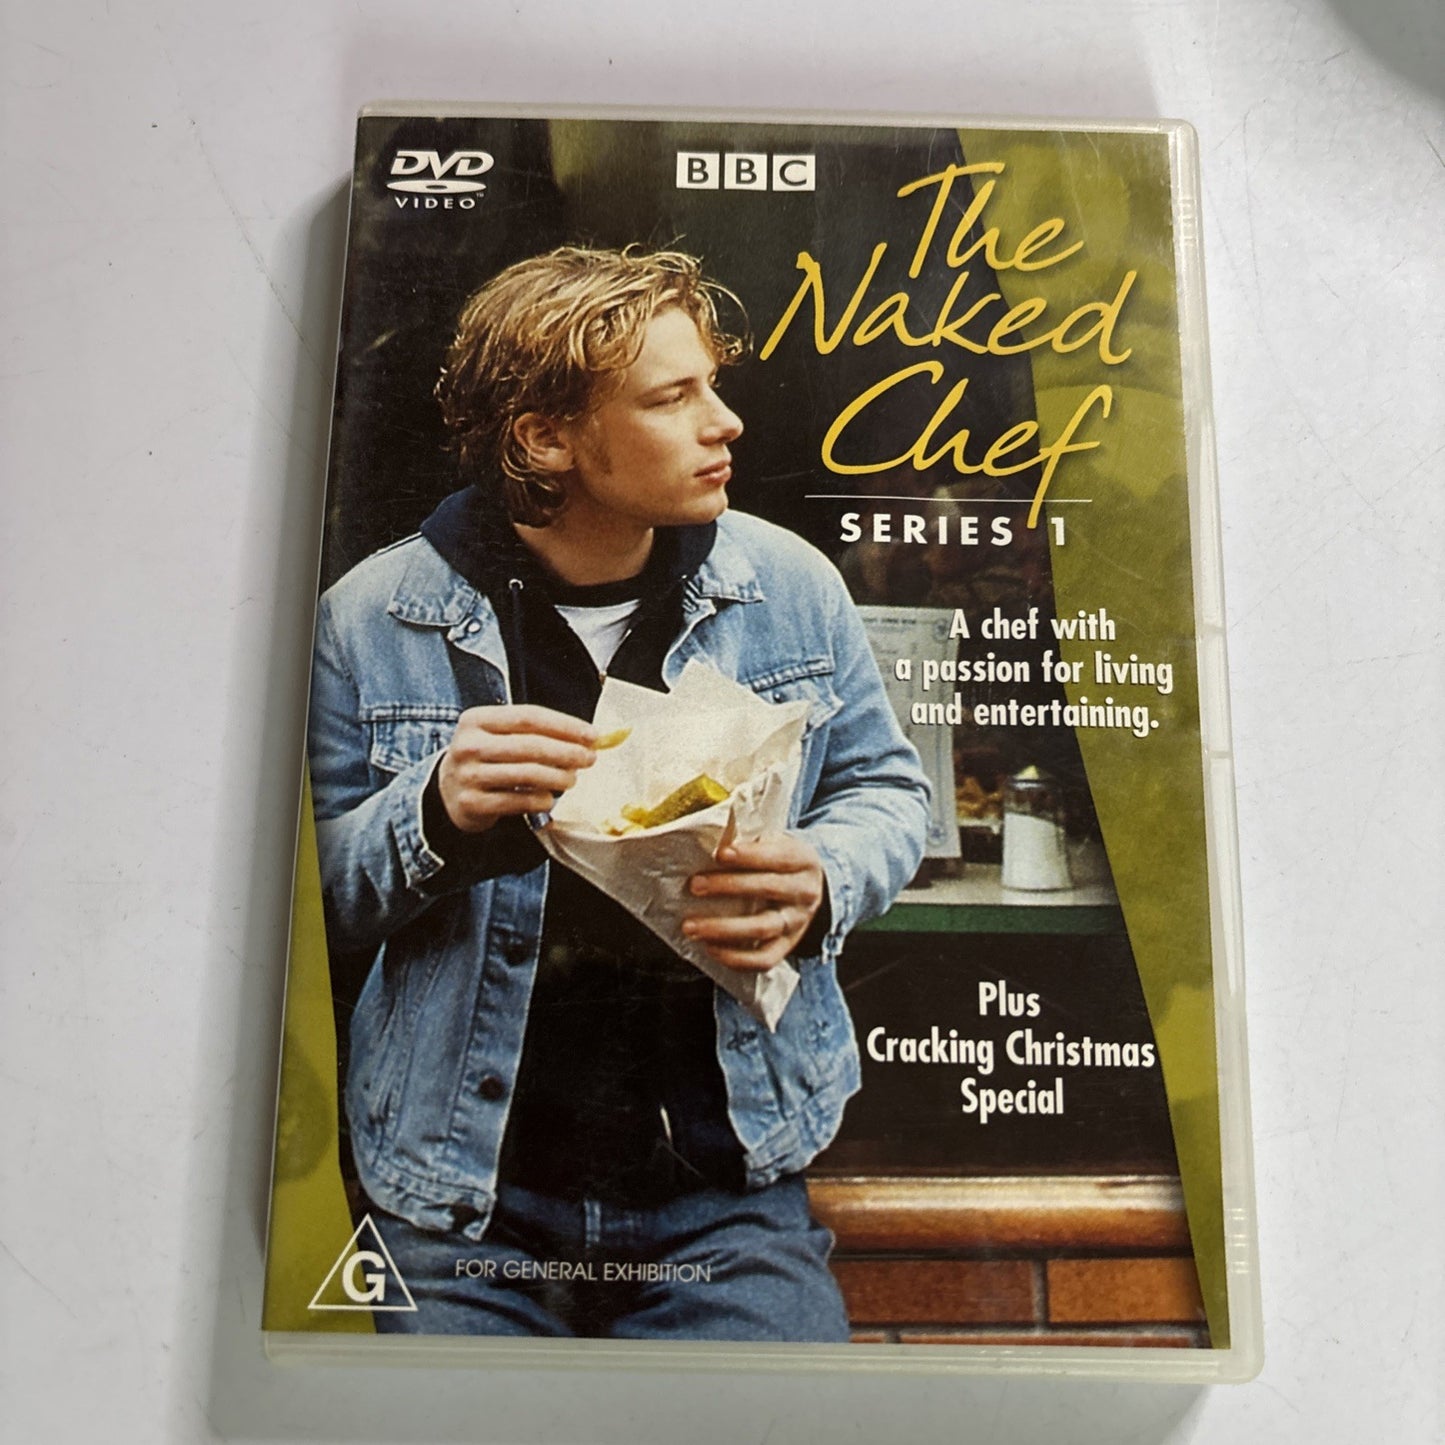 DVD
VIDEO™
BBC
The
Naked
Chef
SERIES 1
A chef with
a passion for living
and entertaining.
Plus
Cracking Christmas
Special
G
FOR GENERAL EXHIBITION